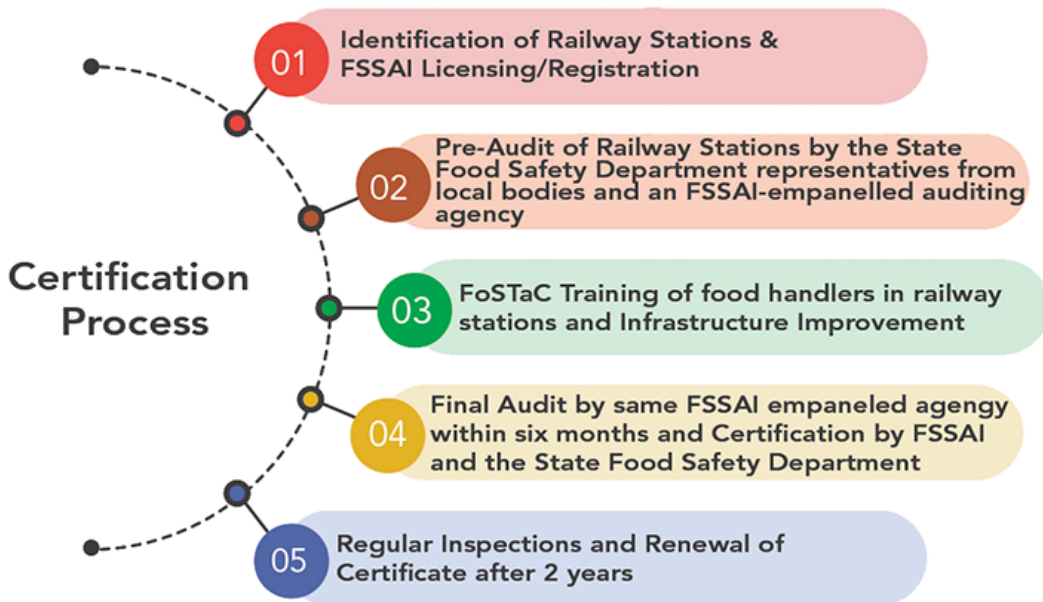 Certification
Process
01
Identification of Railway Stations &
FSSAI Licensing/Registration
02
Pre-Audit of Railway Stations by the State
Food Safety Department representatives from
local bodies and an FSSAI-empanelled auditing
agency
03
FoSTaC Training of food handlers in railway
stations and Infrastructure Improvement
04
Final Audit by same FSSAI empaneled agengy
within six months and Certification by FSSAI
and the State Food Safety Department
05
Regular Inspections and Renewal of
Certificate after 2 years